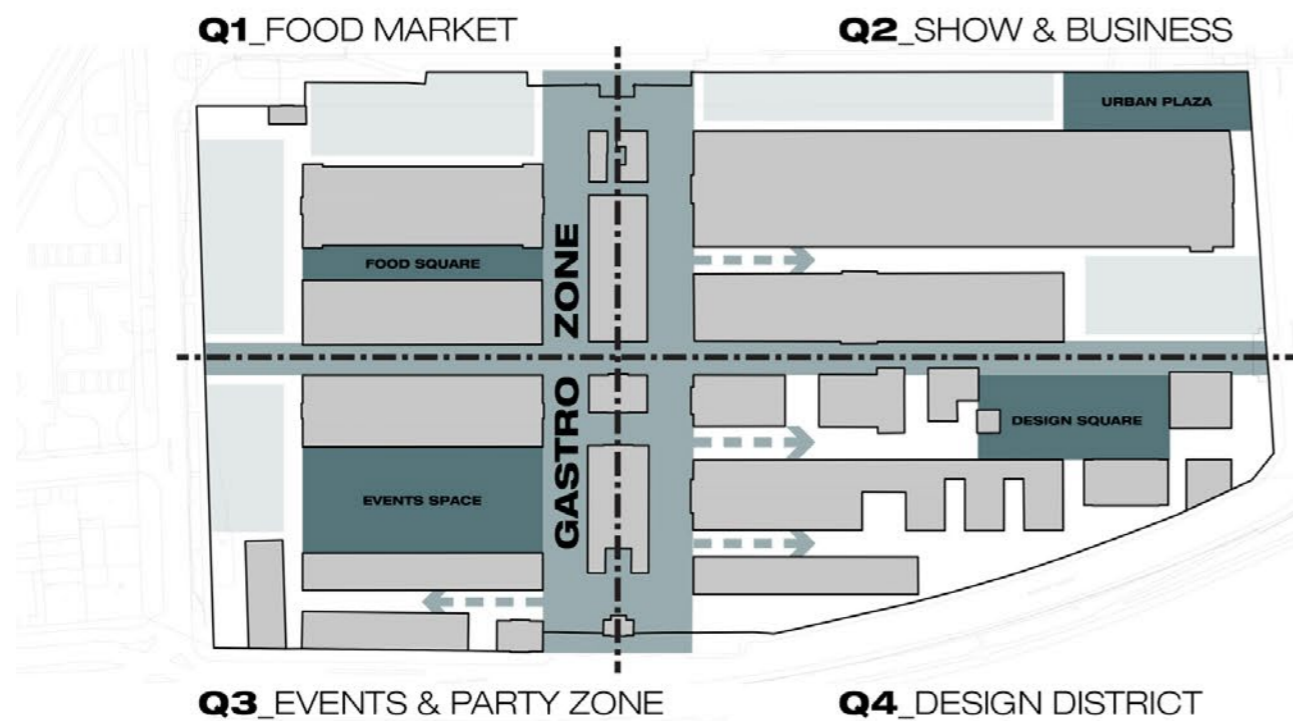 Q1_FOOD MARKET
Q2_SHOW & BUSINESS
URBAN PLAZA
FOOD SQUARE
GASTRO ZONE
DESIGN SQUARE
EVENTS SPACE
Q3_EVENTS & PARTY ZONE
Q4_DESIGN DISTRICT